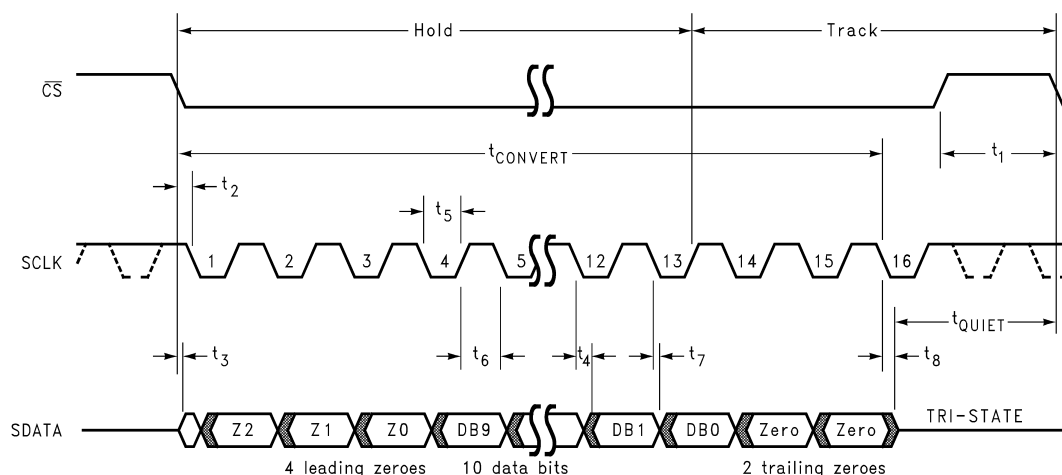 Hold Track
CS
tCONVERT t1
t2
t5
SCLK 1 2 3 4 5 12 13 14 15 16
tQUIET
t3 t6 t4 t7 t8
SDATA Z2 Z1 Z0 DB9 DB1 DB0 Zero Zero TRI-STATE
4 leading zeroes 10 data bits 2 trailing zeroes